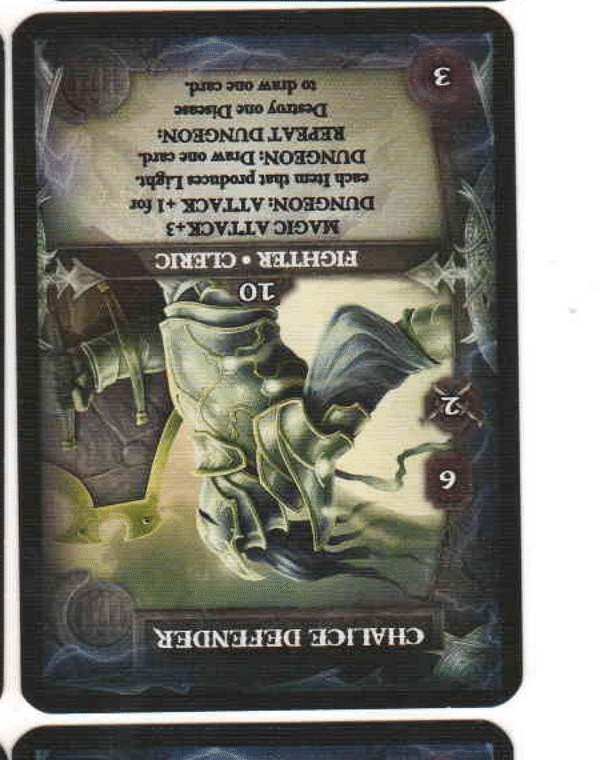 CHALICE DEFENDER
6
2
10
FIGHTER • CLERIC
MAGIC ATTACK +3
DUNGEON: ATTACK +1 for
each Item that produces Light.
DUNGEON: Draw one card.
REPEAT DUNGEON:
Destroy one Disease
to draw one card.
3